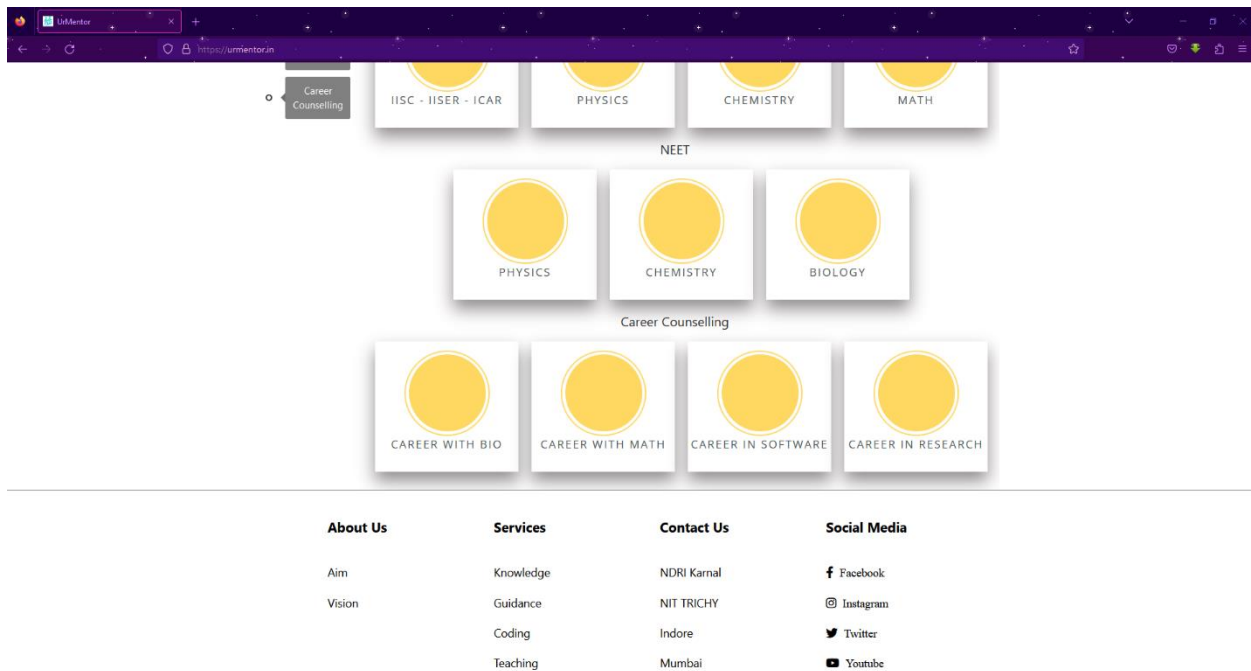 UrMentor
https://urmentor.in
Career
Counselling
IISC - IISER - ICAR PHYSICS CHEMISTRY MATH
NEET
PHYSICS CHEMISTRY BIOLOGY
Career Counselling
CAREER WITH BIO CAREER WITH MATH CAREER IN SOFTWARE CAREER IN RESEARCH
About Us Services Contact Us Social Media
Aim Knowledge NDRI Karnal Facebook
Vision Guidance NIT TRICHY Instagram
Coding Indore Twitter
Teaching Mumbai Youtube